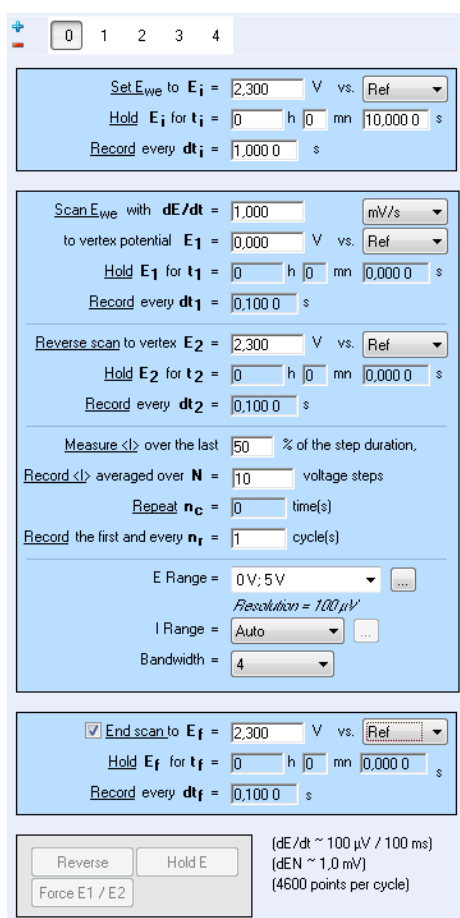 0 1 2 3 4
Set Ewe to Ei = 2,300 V vs. Ref
Hold Ei for ti = 0 h 0 mn 10,000 0 s
Record every dti = 1,000 0 s
Scan Ewe with dE/dt = 1,000 mV/s
to vertex potential E1 = 0,000 V vs. Ref
Hold E1 for t1 = 0 h 0 mn 0,000 0 s
Record every dt1 = 0,100 0 s
Reverse scan to vertex E2 = 2,300 V vs. Ref
Hold E2 for t2 = 0 h 0 mn 0,000 0 s
Record every dt2 = 0,100 0 s
Measure <I> over the last 50 % of the step duration,
Record <I> averaged over N = 10 voltage steps
Repeat nc = 0 time(s)
Record the first and every nr = 1 cycle(s)
E Range = 0 V; 5 V ...
Resolution = 100 µV
I Range = Auto ...
Bandwidth = 4
End scan to Ef = 2,300 V vs. Ref
Hold Ef for tf = 0 h 0 mn 0,000 0 s
Record every dtf = 0,100 0 s
Reverse Hold E
Force E1 / E2
(dE/dt ~ 100 µV / 100 ms)
(dEN ~ 1,0 mV)
(4600 points per cycle)